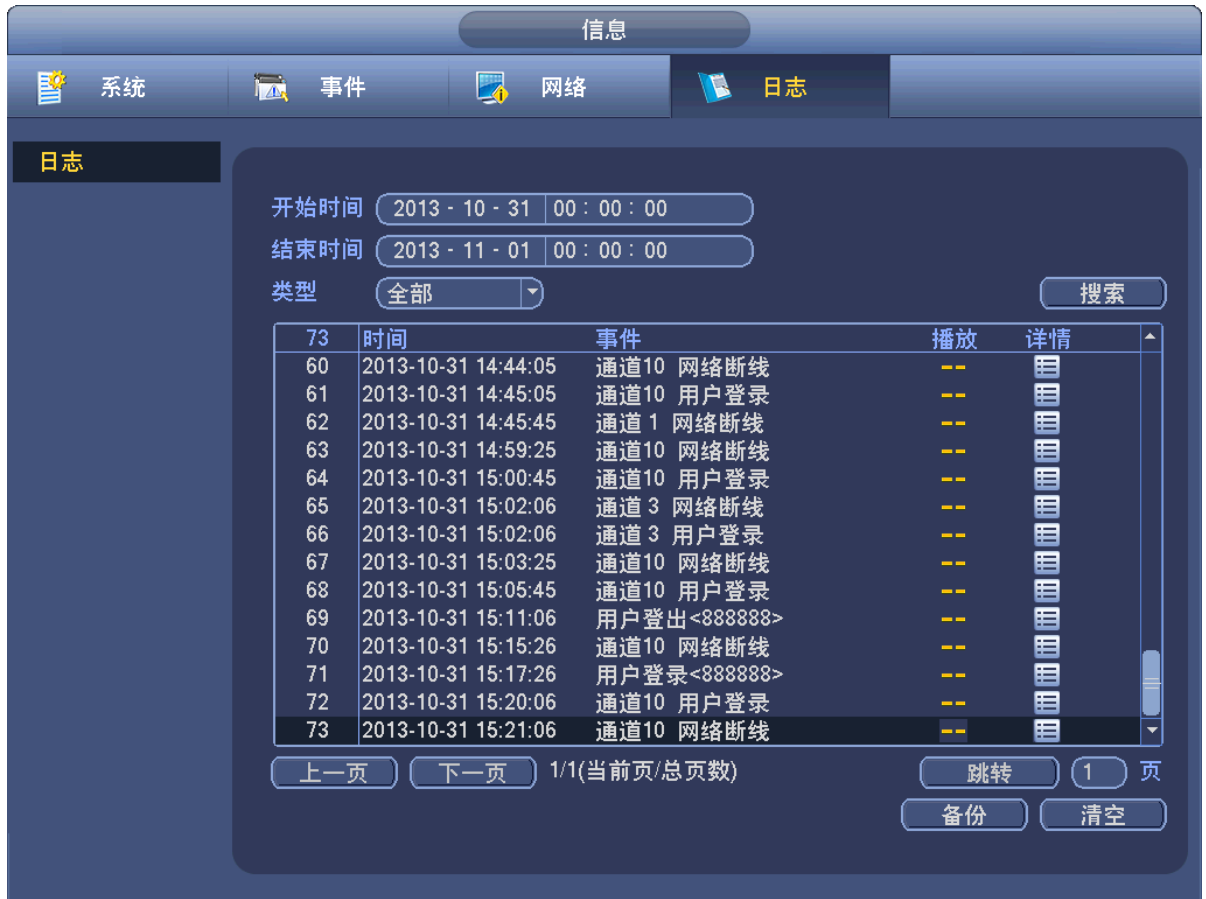 信息
系统 事件 网络 日志
日志
开始时间 2013 - 10 - 31 00 : 00 : 00
结束时间 2013 - 11 - 01 00 : 00 : 00
类型 全部 搜索
73 时间 事件 播放 详情
60 2013-10-31 14:44:05 通道10 网络断线 --
61 2013-10-31 14:45:05 通道10 用户登录 --
62 2013-10-31 14:45:45 通道 1 网络断线 --
63 2013-10-31 14:59:25 通道10 网络断线 --
64 2013-10-31 15:00:45 通道10 用户登录 --
65 2013-10-31 15:02:06 通道 3 网络断线 --
66 2013-10-31 15:02:06 通道 3 用户登录 --
67 2013-10-31 15:03:25 通道10 网络断线 --
68 2013-10-31 15:05:45 通道10 用户登录 --
69 2013-10-31 15:11:06 用户登出<888888> --
70 2013-10-31 15:15:26 通道10 网络断线 --
71 2013-10-31 15:17:26 用户登录<888888> --
72 2013-10-31 15:20:06 通道10 用户登录 --
73 2013-10-31 15:21:06 通道10 网络断线 --
上一页 下一页 1/1(当前页/总页数) 跳转 1 页
备份 清空